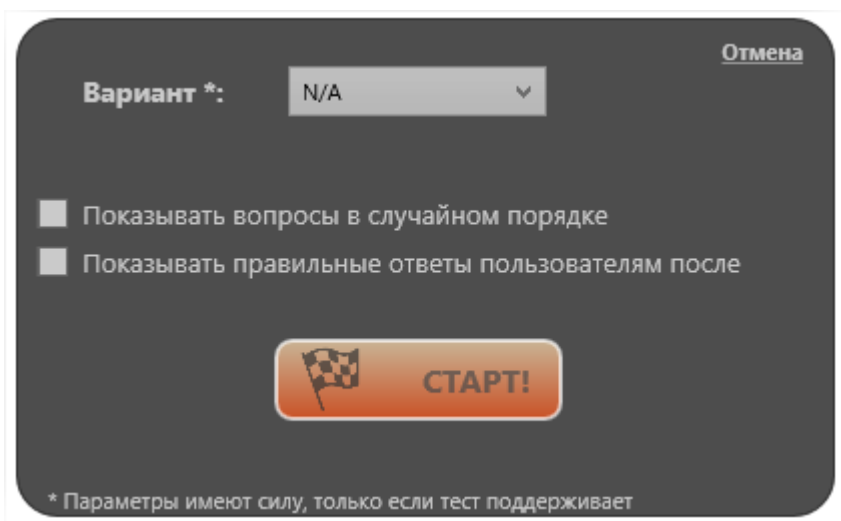 Отмена
Вариант *:
N/A
Показывать вопросы в случайном порядке
Показывать правильные ответы пользователям после
СТАРТ!
* Параметры имеют силу, только если тест поддерживает